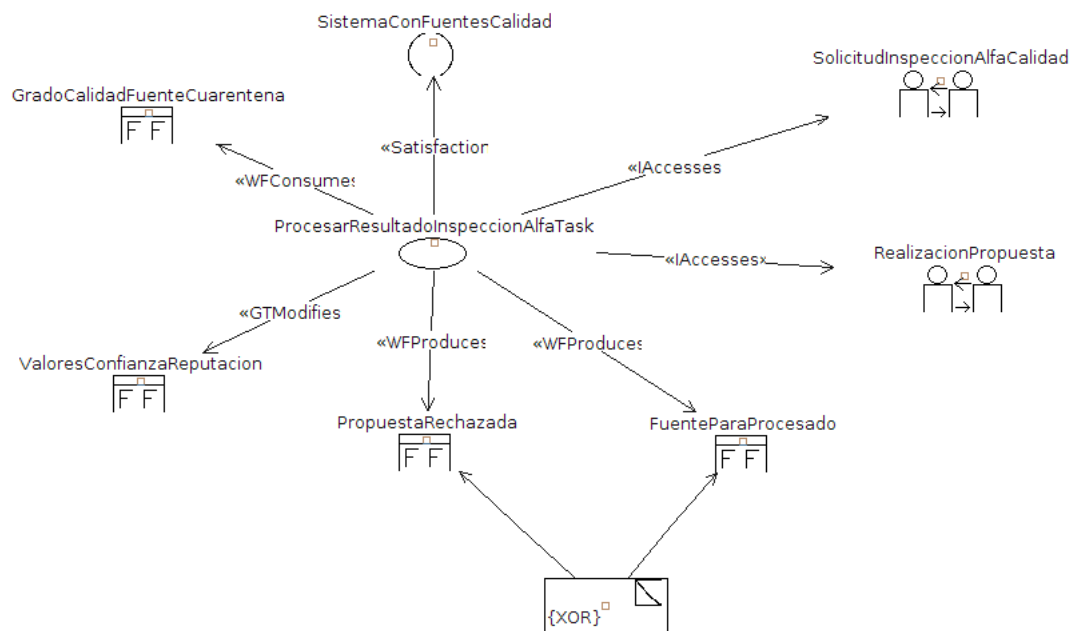 SistemaConFuentesCalidad
SolicitudInspeccionAlfaCalidad
GradoCalidadFuenteCuarentena
F F
«Satisfaction
«IAccesses
«WFConsumes
ProcesarResultadoInspeccionAlfaTask
RealizacionPropuesta
«IAccesses»
«GTModifies
«WFProduces
«WFProduces
ValoresConfianzaReputacion
F F
PropuestaRechazada
FuenteParaProcesado
F F
F F
{XOR}